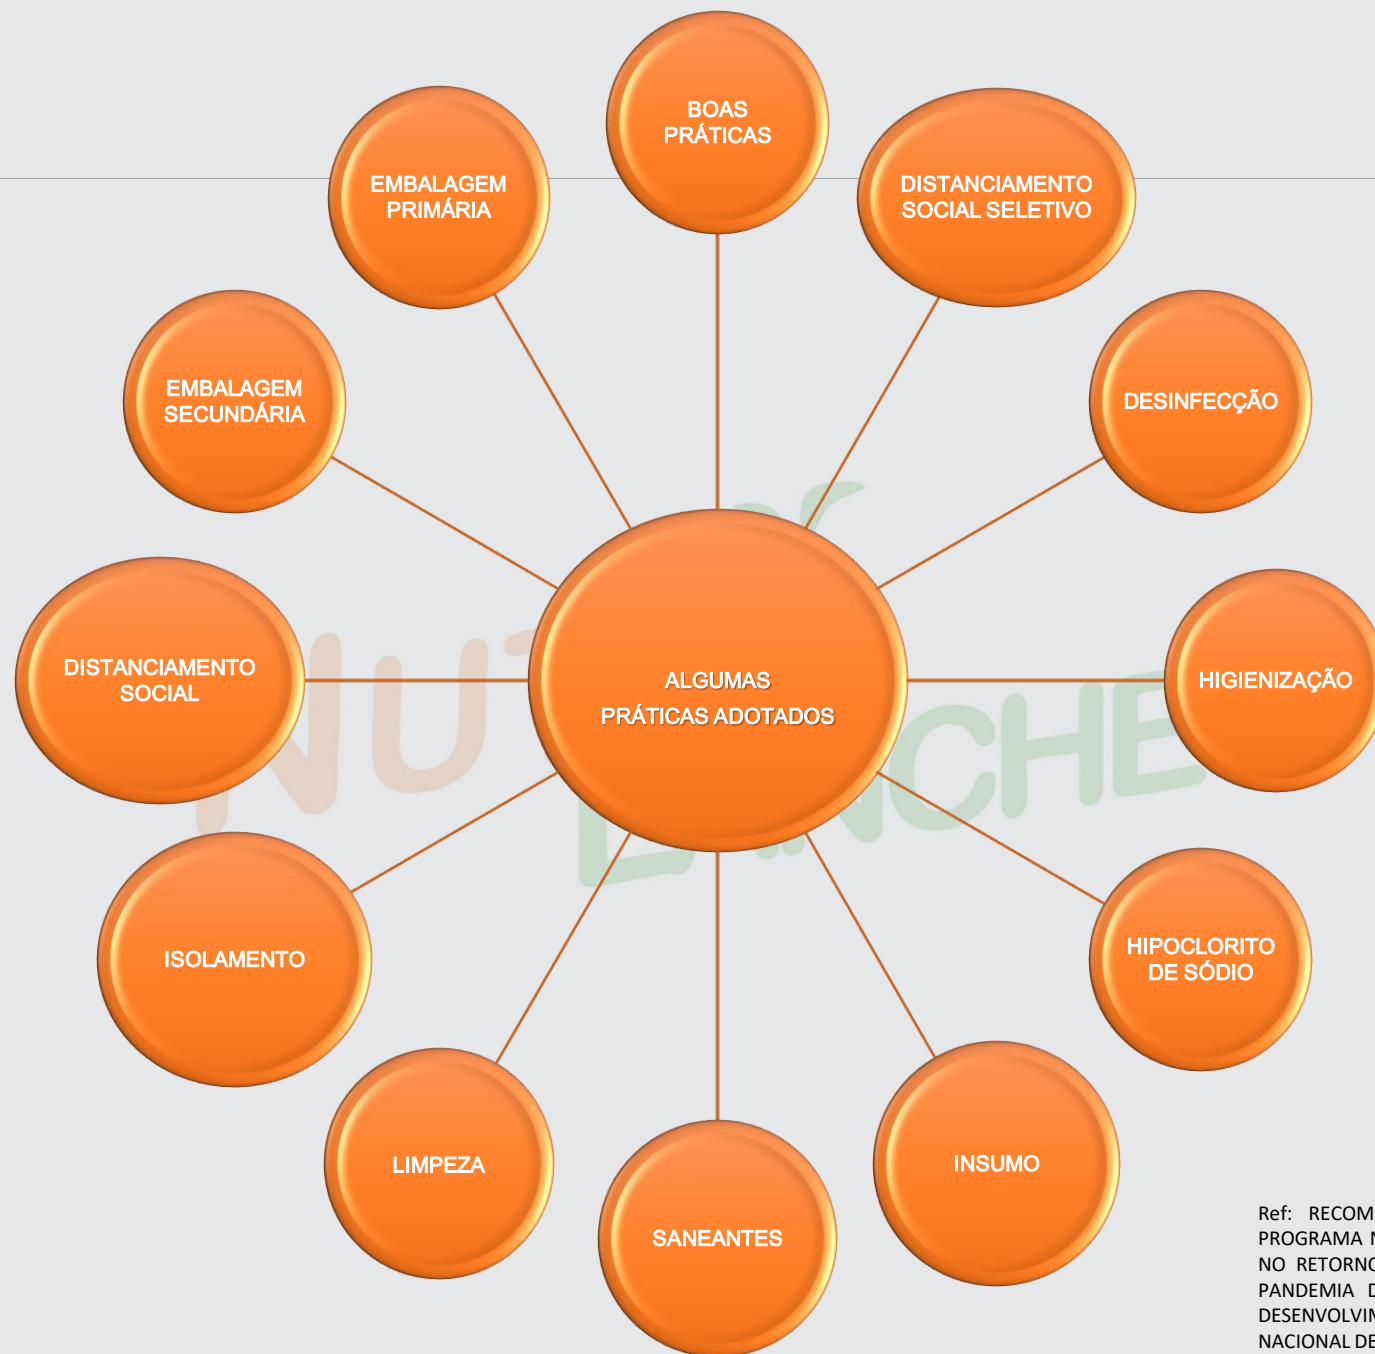 BOAS
PRÁTICAS
DISTANCIAMENTO
SOCIAL SELETIVO
DESINFECÇÃO
HIGIENIZAÇÃO
HIPOCLORITO
DE SÓDIO
INSUMO
SANEANTES
LIMPEZA
ISOLAMENTO
DISTANCIAMENTO
SOCIAL
EMBALAGEM
SECUNDÁRIA
EMBALAGEM
PRIMÁRIA
ALGUMAS
PRÁTICAS ADOTADOS
Ref: RECOM
PROGRAMA
NO RETORNO
PANDEMIA
DESENVOLVIM
NACIONAL DE